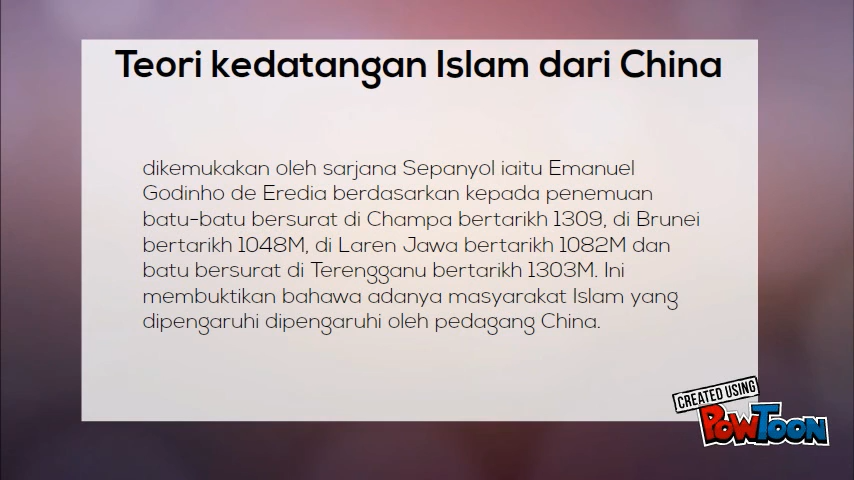 Teori kedatangan Islam dari China
dikemukakan oleh sarjana Sepanyol iaitu Emanuel
Godinho de Eredia berdasarkan kepada penemuan
batu-batu bersurat di Champa bertarikh 1309, di Brunei
bertarikh 1048M, di Laren Jawa bertarikh 1082M dan
batu bersurat di Terengganu bertarikh 1303M. Ini
membuktikan bahawa adanya masyarakat Islam yang
dipengaruhi dipengaruhi oleh pedagang China.
CREATED USING
POWTOON